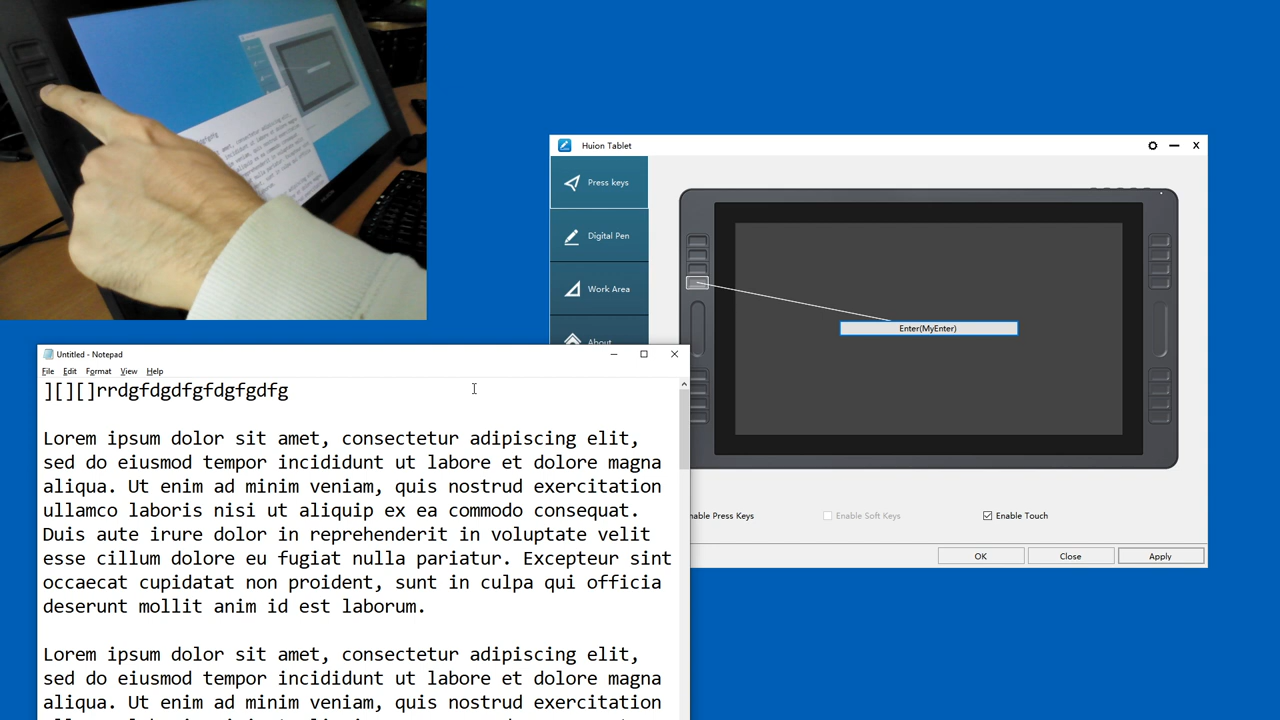 Huion Tablet
Press keys
Digital Pen
Work Area
About
Enter(MyEnter)
nable Press Keys
Enable Soft Keys
Enable Touch
OK
Close
Apply
Untitled - Notepad
File Edit Format View Help
][][]rrdgfdgdfgfdgfgdfg
Lorem ipsum dolor sit amet, consectetur adipiscing elit,
sed do eiusmod tempor incididunt ut labore et dolore magna
aliqua. Ut enim ad minim veniam, quis nostrud exercitation
ullamco laboris nisi ut aliquip ex ea commodo consequat.
Duis aute irure dolor in reprehenderit in voluptate velit
esse cillum dolore eu fugiat nulla pariatur. Excepteur sint
occaecat cupidatat non proident, sunt in culpa qui officia
deserunt mollit anim id est laborum.
Lorem ipsum dolor sit amet, consectetur adipiscing elit,
sed do eiusmod tempor incididunt ut labore et dolore magna
aliqua. Ut enim ad minim veniam, quis nostrud exercitation